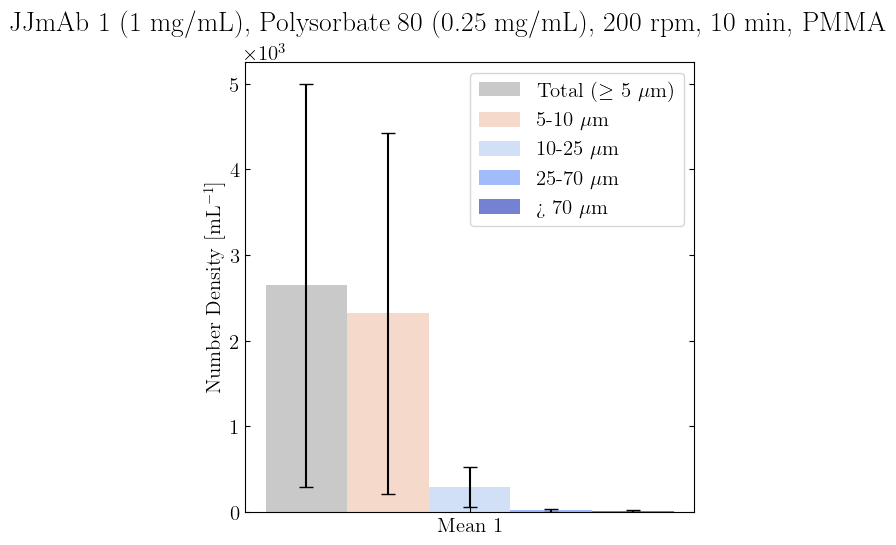 JJmAb 1 (1 mg/mL), Polysorbate 80 (0.25 mg/mL), 200 rpm, 10 min, PMMA
×10³
5
4
3
2
1
0
Number Density [mL⁻¹]
Total (≥ 5 μm)
5-10 μm
10-25 μm
25-70 μm
¿ 70 μm
Mean 1